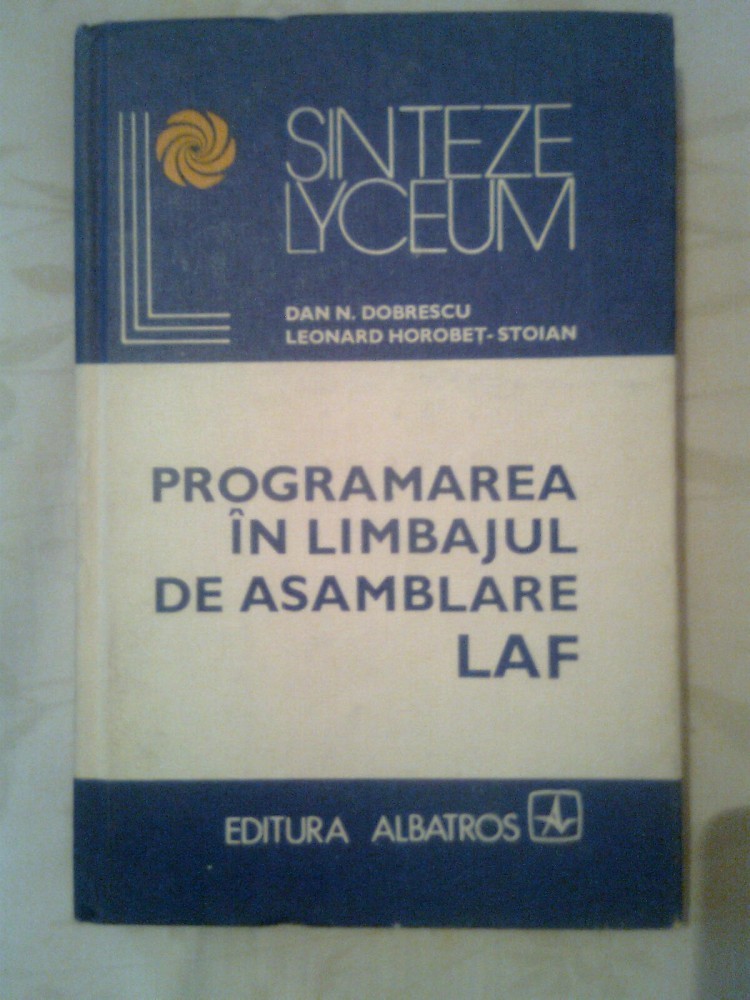 SINTEZE
LYCEUM
DAN N. DOBRESCU
LEONARD HOROBEȚ-STOIAN
PROGRAMAREA
ÎN LIMBAJUL
DE ASAMBLARE
LAF
EDITURA ALBATROS